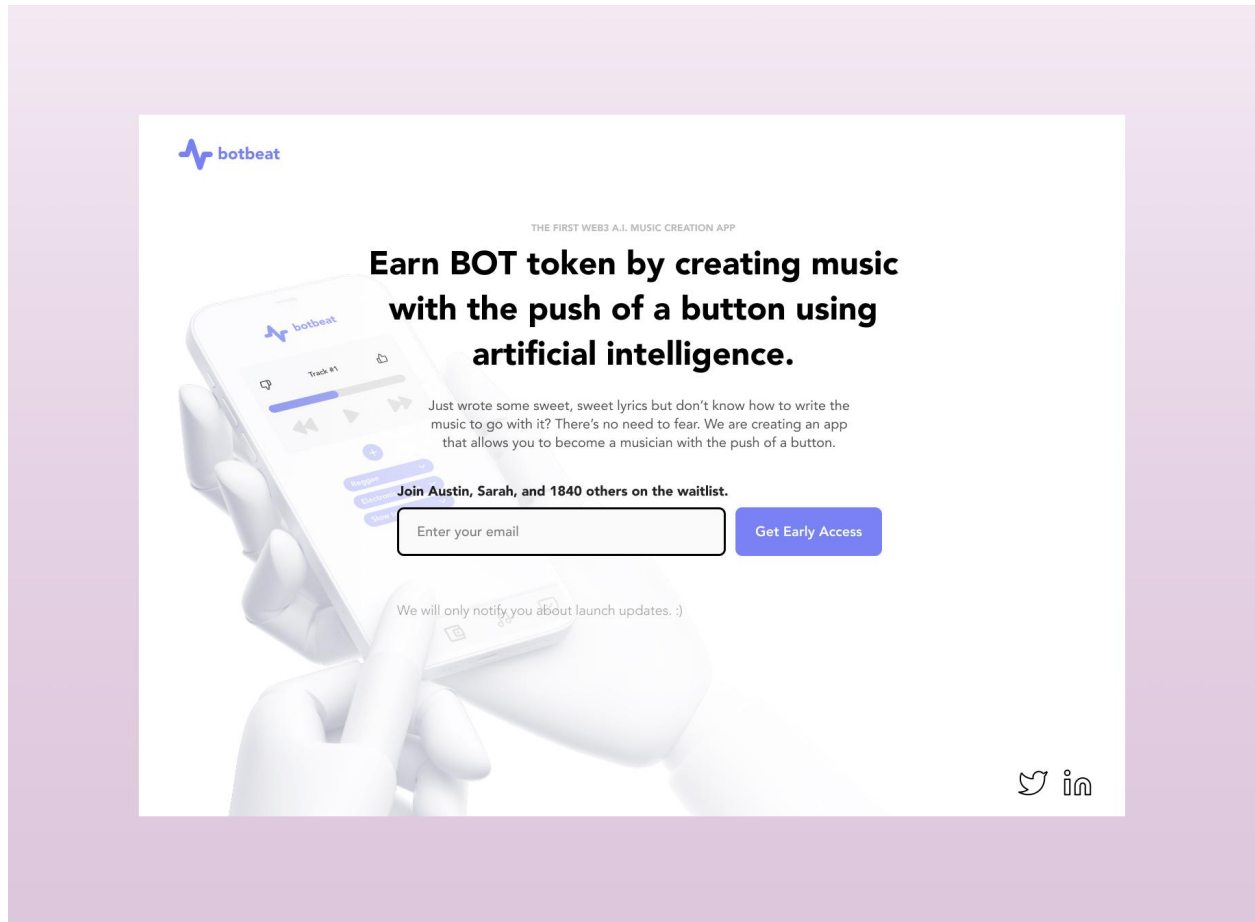 botbeat
THE FIRST WEB3 A.I. MUSIC CREATION APP
Earn BOT token by creating music
with the push of a button using
artificial intelligence.
botbeat
Track #1
Just wrote some sweet, sweet lyrics but don't know how to write the
music to go with it? There's no need to fear. We are creating an app
that allows you to become a musician with the push of a button.
Reggae
Join Austin, Sarah, and 1840 others on the waitlist.
Enter your email
Get Early Access
We will only notify you about launch updates. :)
in